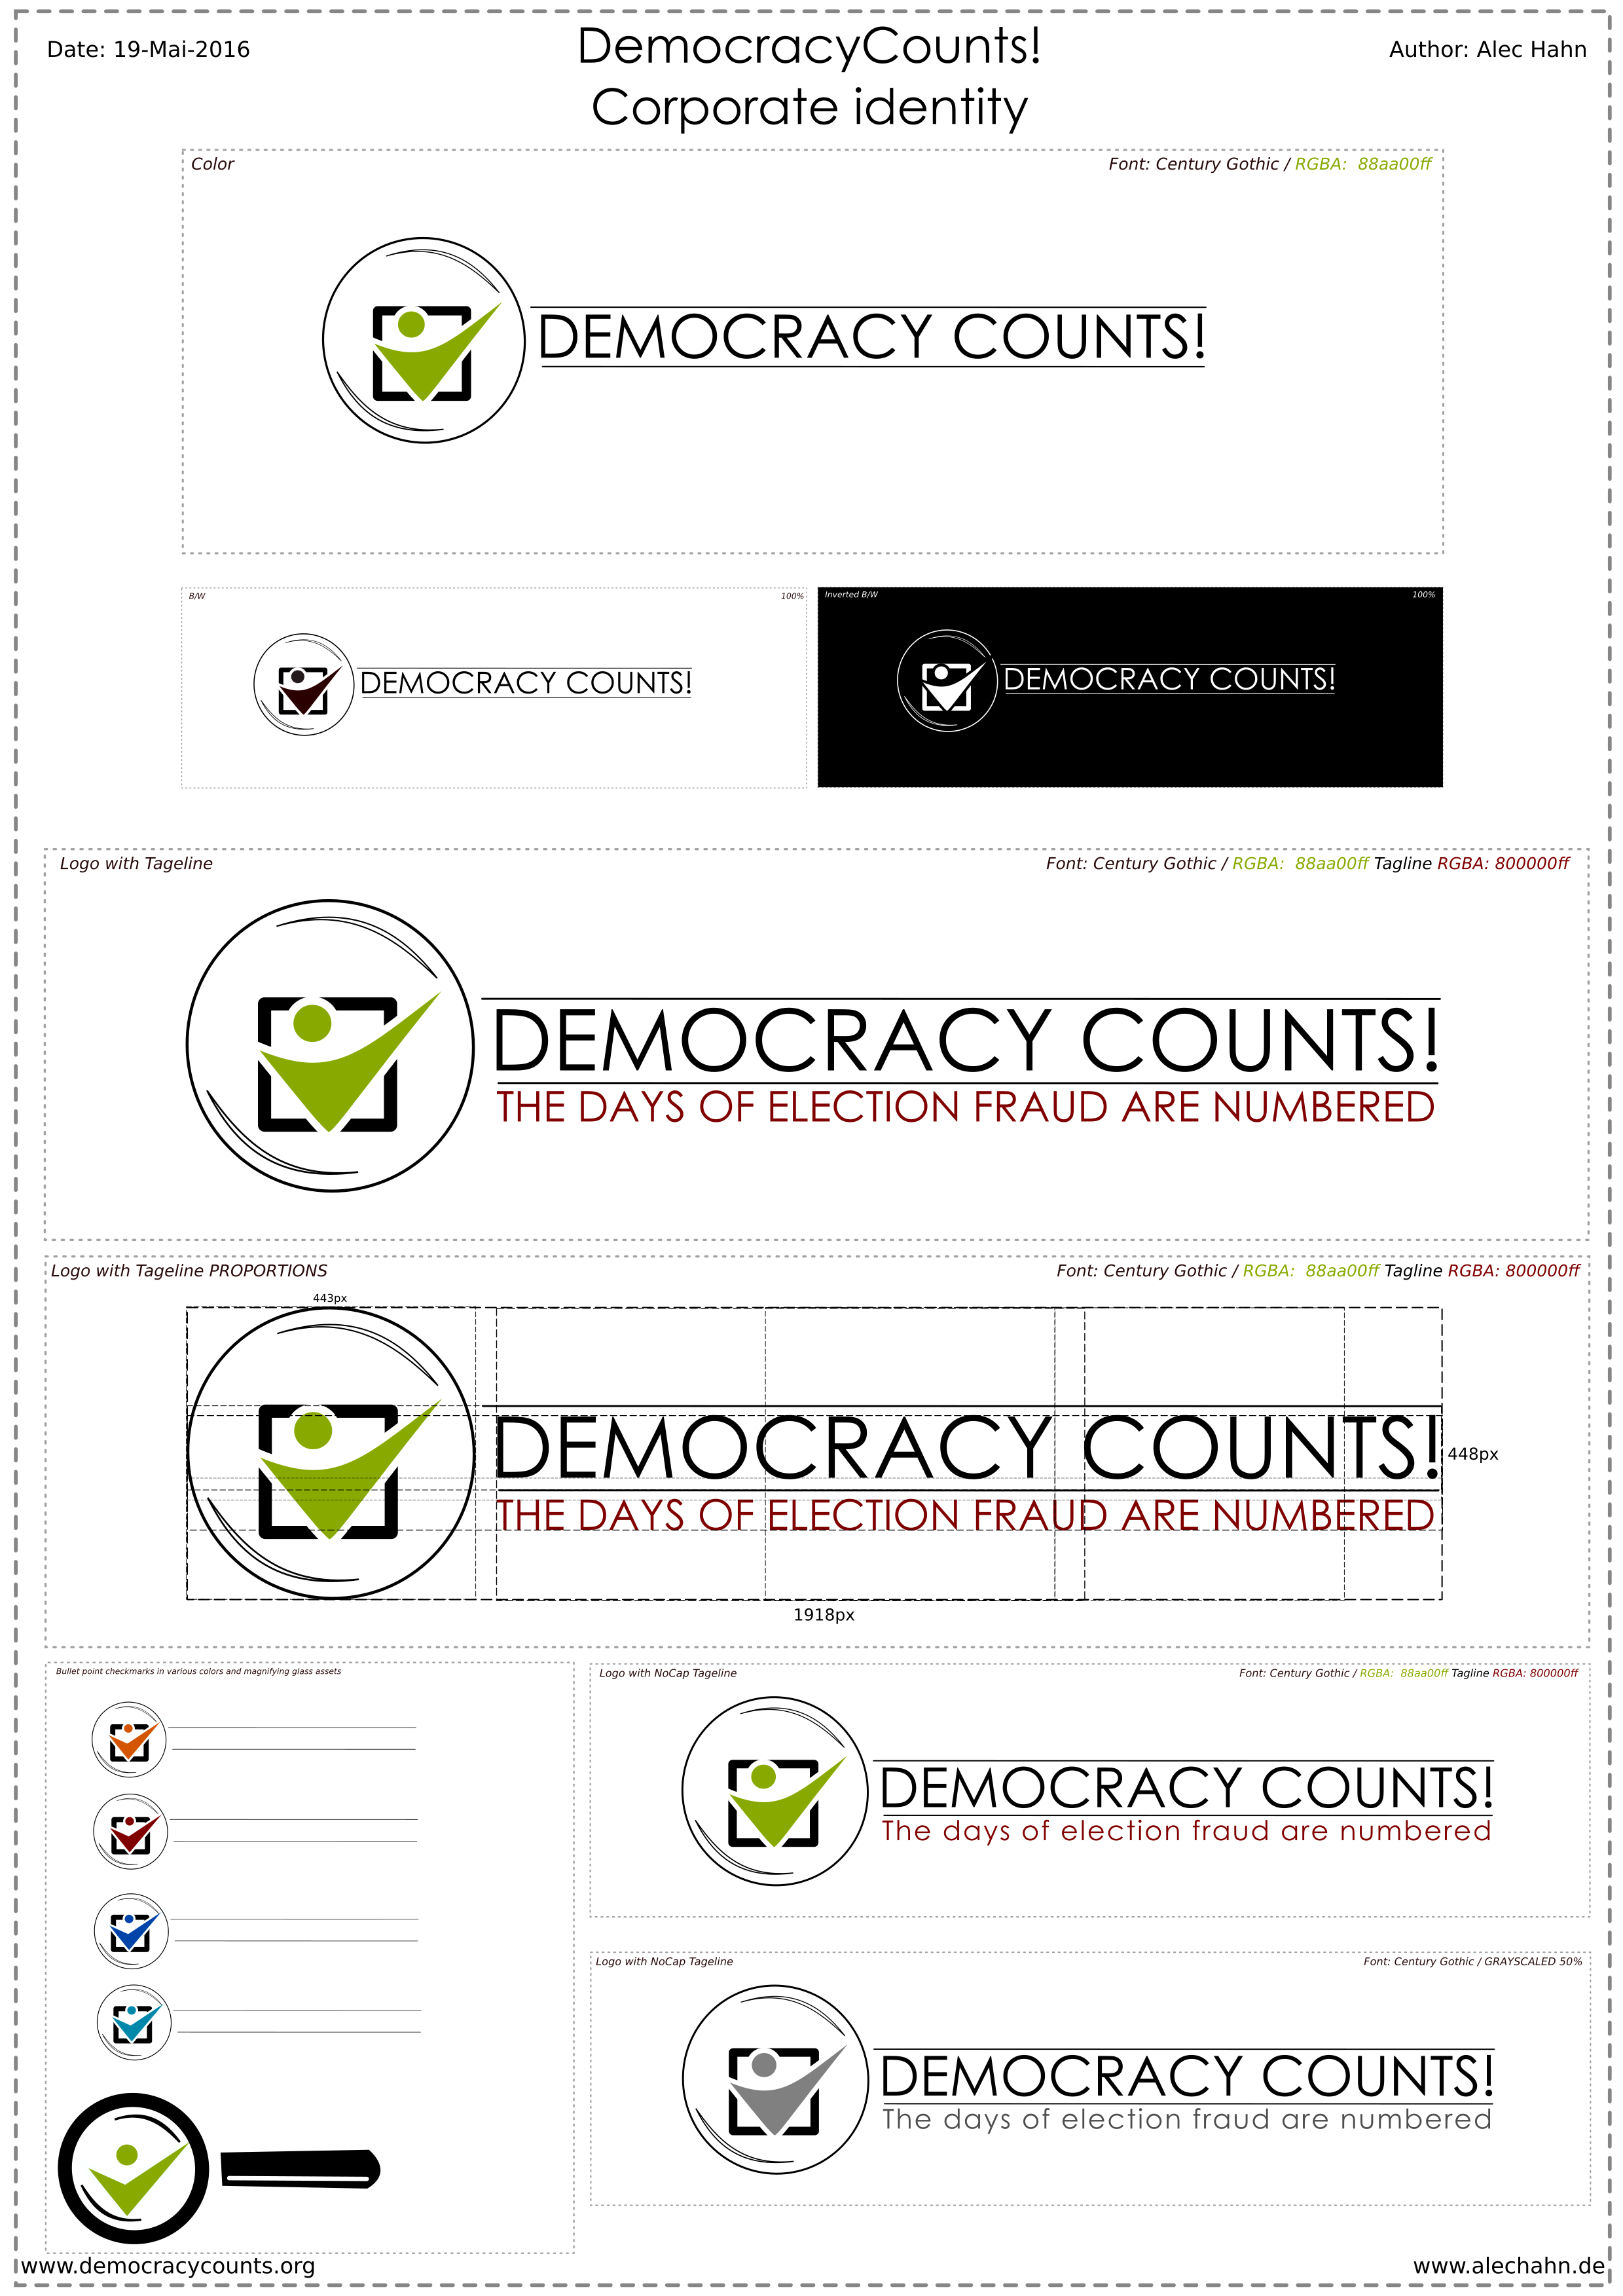 Date: 19-Mai-2016
DemocracyCounts!
Corporate identity
Author: Alec Hahn
Color
Font: Century Gothic / RGBA: 88aa00ff
DEMOCRACY COUNTS!
B/W
100%
DEMOCRACY COUNTS!
Inverted B/W
100%
DEMOCRACY COUNTS!
Logo with Tageline
Font: Century Gothic / RGBA: 88aa00ff Tagline RGBA: 800000ff
DEMOCRACY COUNTS!
THE DAYS OF ELECTION FRAUD ARE NUMBERED
Logo with Tageline PROPORTIONS
Font: Century Gothic / RGBA: 88aa00ff Tagline RGBA: 800000ff
443px
DEMOCRACY COUNTS!
448px
THE DAYS OF ELECTION FRAUD ARE NUMBERED
1918px
Bullet point checkmarks in various colors and magnifying glass assets
Logo with NoCap Tageline
Font: Century Gothic / RGBA: 88aa00ff Tagline RGBA: 800000ff
DEMOCRACY COUNTS!
The days of election fraud are numbered
Logo with NoCap Tageline
Font: Century Gothic / GRAYSCALED 50%
DEMOCRACY COUNTS!
The days of election fraud are numbered
www.democracycounts.org
www.alechahn.de